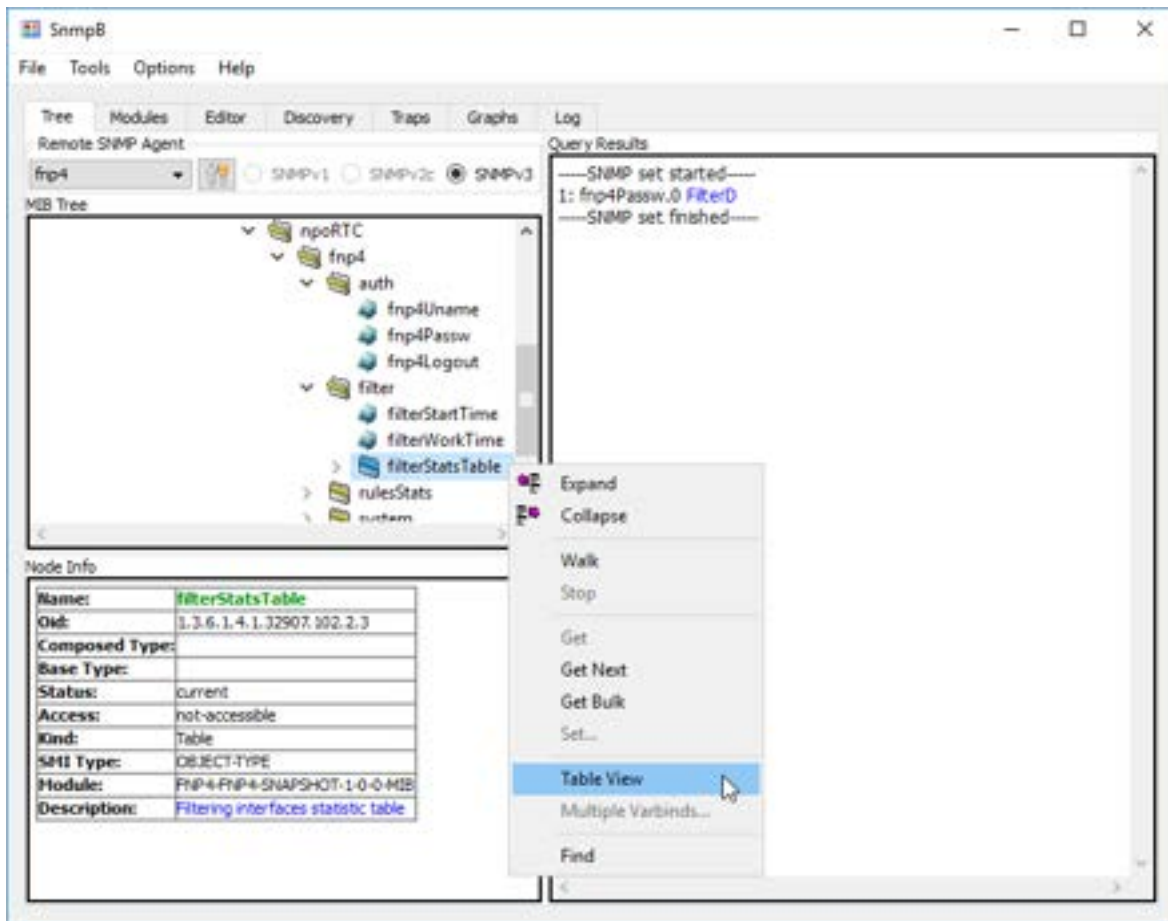 SnmpB
File Tools Options Help
Tree Modules Editor Discovery Traps Graphs Log
Remote SNMP Agent
fnp4 SNMPv1 SNMPv2c SNMPv3
MIB Tree
npoRTC
fnp4
auth
fnp4Uname
fnp4Passw
fnp4Logout
filter
filterStartTime
filterWorkTime
filterStatsTable
rulesStats
system
Query Results
-----SNMP set started-----
1: fnp4Passw.0 FilterD
-----SNMP set finished-----
Expand
Collapse
Walk
Stop
Get
Get Next
Get Bulk
Set...
Table View
Multiple Varbinds...
Find
Node Info
Name: filterStatsTable
Oid: 1.3.6.1.4.1.32907.102.2.3
Composed Type:
Base Type:
Status: current
Access: not-accessible
Kind: Table
SMI Type: OBJECT-TYPE
Module: FNP4-FNP4-SNAPSHOT-1-0-0-MIB
Description: Filtering interfaces statistic table